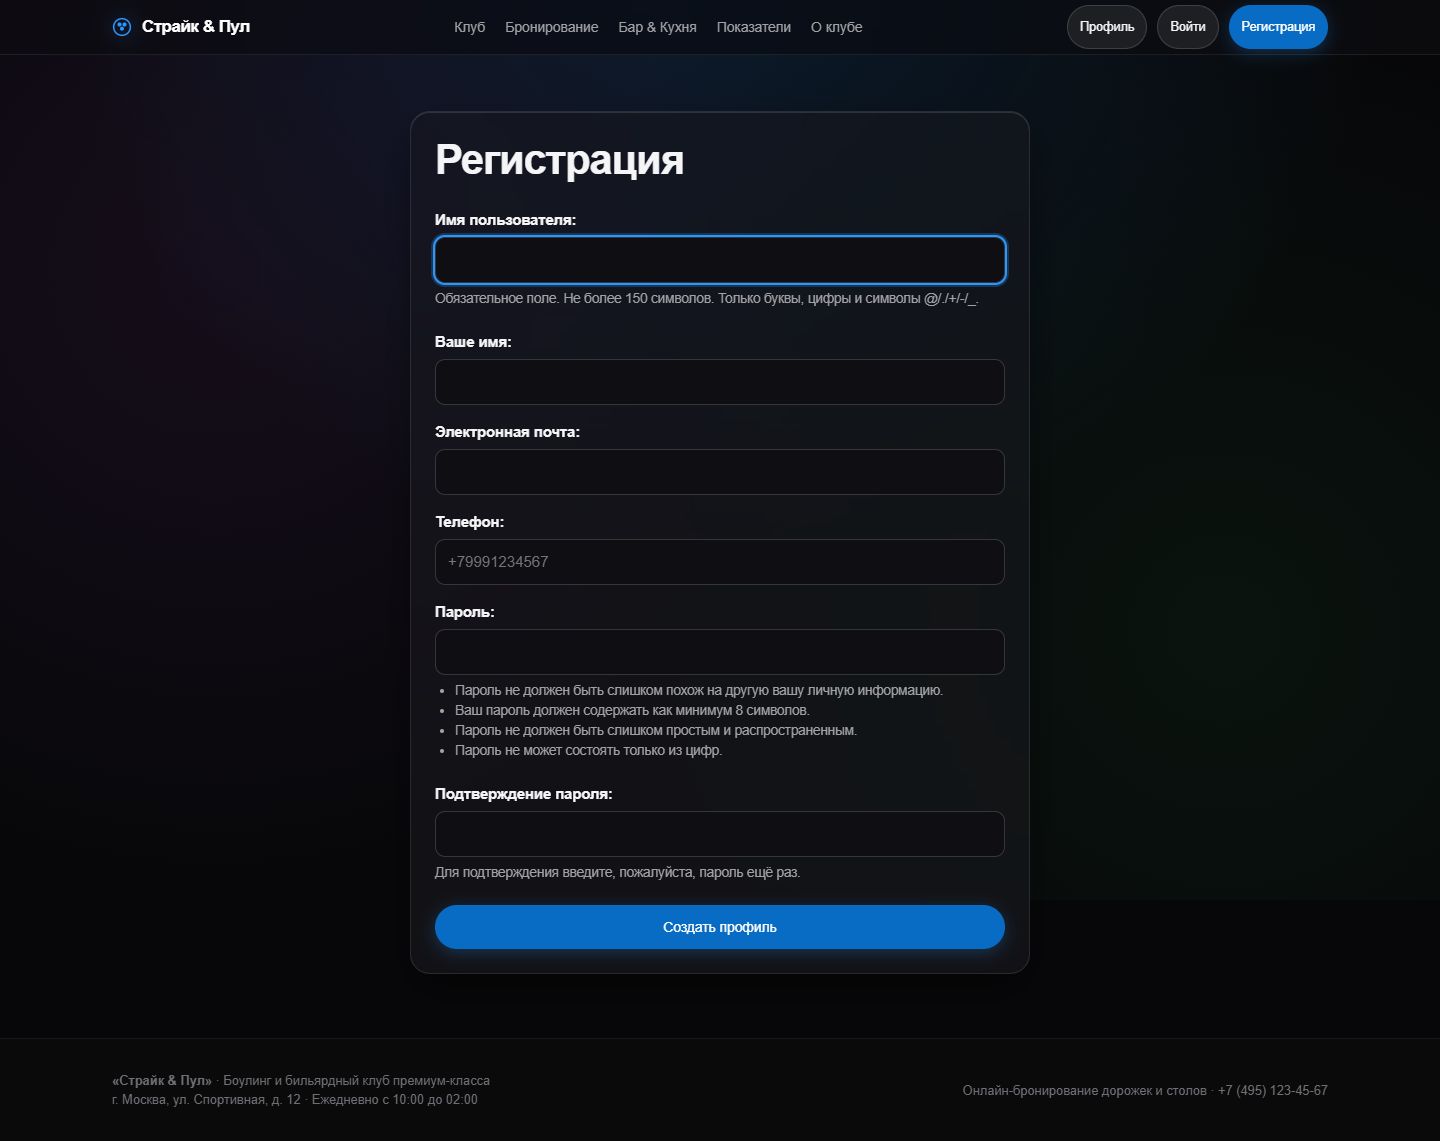 Страйк & Пул
Клуб Бронирование Бар & Кухня Показатели О клубе
Профиль Войти Регистрация
Регистрация
Имя пользователя:
Обязательное поле. Не более 150 символов. Только буквы, цифры и символы @/./+/-/_.
Ваше имя:
Электронная почта:
Телефон:
+79991234567
Пароль:
• Пароль не должен быть слишком похож на другую вашу личную информацию.
• Ваш пароль должен содержать как минимум 8 символов.
• Пароль не должен быть слишком простым и распространенным.
• Пароль не может состоять только из цифр.
Подтверждение пароля:
Для подтверждения введите, пожалуйста, пароль ещё раз.
Создать профиль
«Страйк & Пул» · Боулинг и бильярдный клуб премиум-класса
г. Москва, ул. Спортивная, д. 12 · Ежедневно с 10:00 до 02:00
Онлайн-бронирование дорожек и столов · +7 (495) 123-45-67